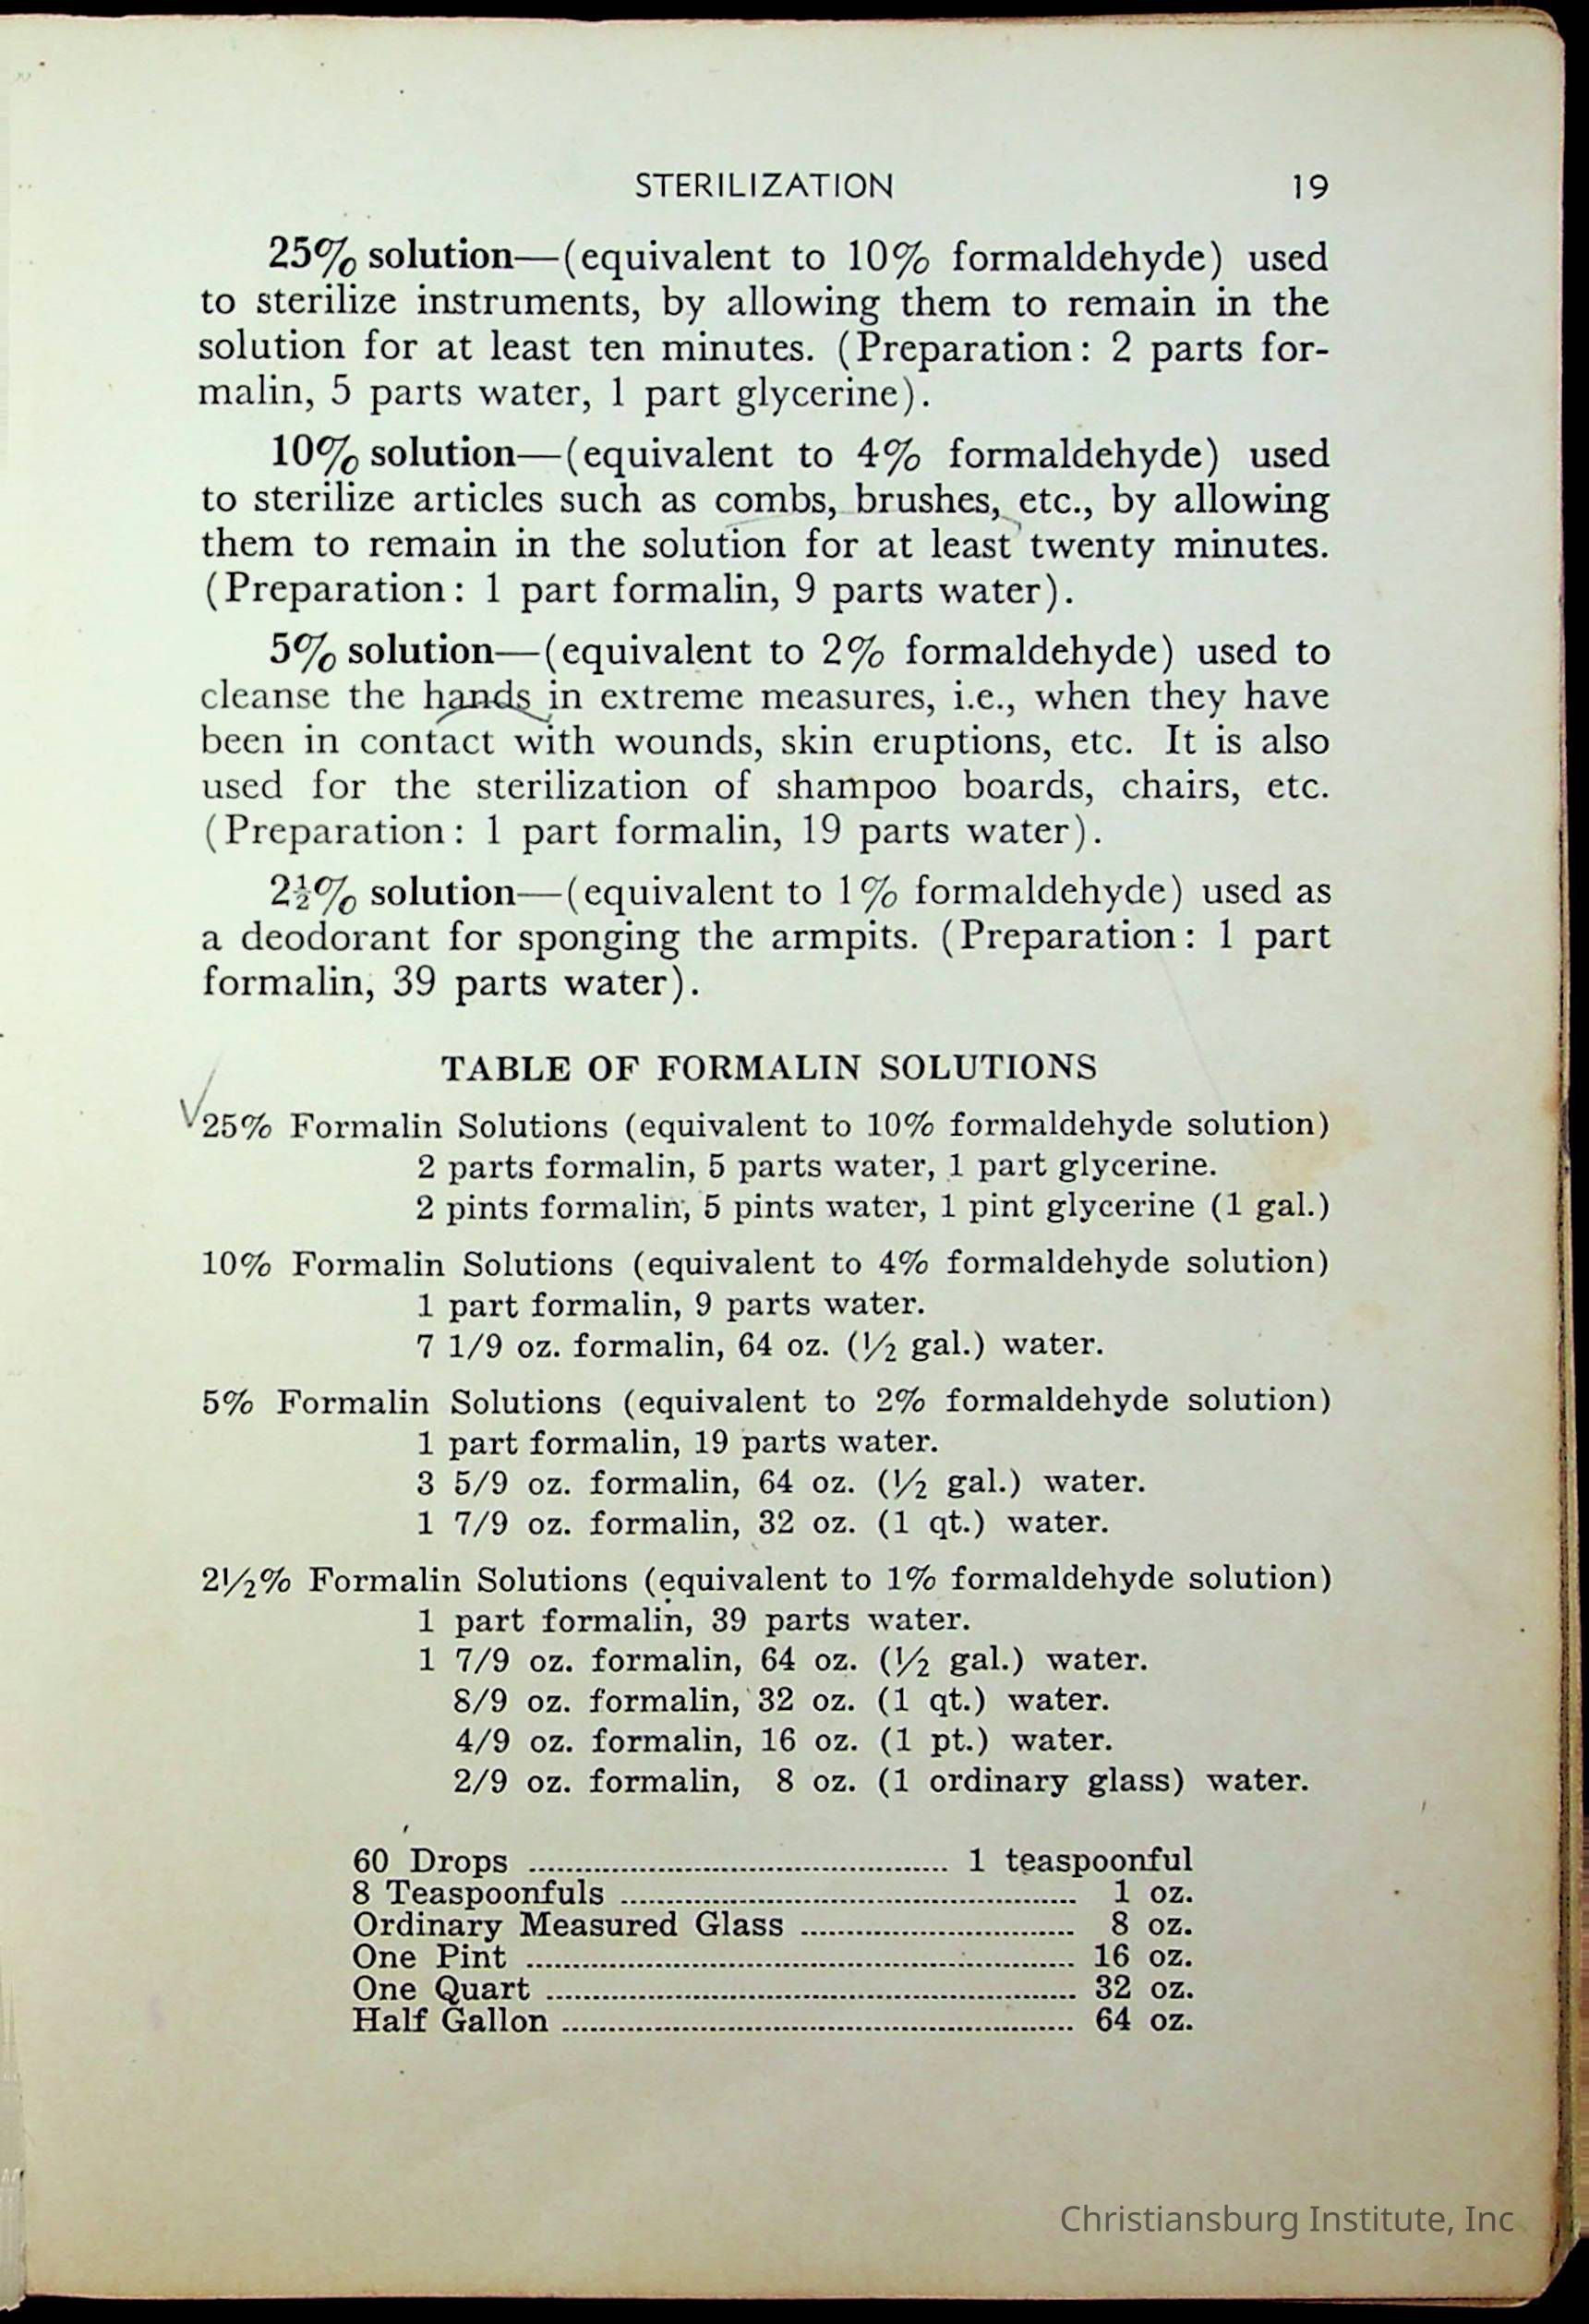 STERILIZATION 19
25% solution—(equivalent to 10% formaldehyde) used
to sterilize instruments, by allowing them to remain in the
solution for at least ten minutes. (Preparation: 2 parts for-
malin, 5 parts water, 1 part glycerine).
10% solution—(equivalent to 4% formaldehyde) used
to sterilize articles such as combs, brushes, etc., by allowing
them to remain in the solution for at least twenty minutes.
(Preparation: 1 part formalin, 9 parts water).
5% solution—(equivalent to 2% formaldehyde) used to
cleanse the hands in extreme measures, i.e., when they have
been in contact with wounds, skin eruptions, etc. It is also
used for the sterilization of shampoo boards, chairs, etc.
(Preparation: 1 part formalin, 19 parts water).
2½% solution—(equivalent to 1% formaldehyde) used as
a deodorant for sponging the armpits. (Preparation: 1 part
formalin, 39 parts water).
TABLE OF FORMALIN SOLUTIONS
25% Formalin Solutions (equivalent to 10% formaldehyde solution)
2 parts formalin, 5 parts water, 1 part glycerine.
2 pints formalin, 5 pints water, 1 pint glycerine (1 gal.)
10% Formalin Solutions (equivalent to 4% formaldehyde solution)
1 part formalin, 9 parts water.
7 1/9 oz. formalin, 64 oz. (½ gal.) water.
5% Formalin Solutions (equivalent to 2% formaldehyde solution)
1 part formalin, 19 parts water.
3 5/9 oz. formalin, 64 oz. (½ gal.) water.
1 7/9 oz. formalin, 32 oz. (1 qt.) water.
2½% Formalin Solutions (equivalent to 1% formaldehyde solution)
1 part formalin, 39 parts water.
1 7/9 oz. formalin, 64 oz. (½ gal.) water.
8/9 oz. formalin, 32 oz. (1 qt.) water.
4/9 oz. formalin, 16 oz. (1 pt.) water.
2/9 oz. formalin, 8 oz. (1 ordinary glass) water.
60 Drops ........ 1 teaspoonful
8 Teaspoonfuls ........ 1 oz.
Ordinary Measured Glass ........ 8 oz.
One Pint ........ 16 oz.
One Quart ........ 32 oz.
Half Gallon ........ 64 oz.
Christiansburg Institute, Inc